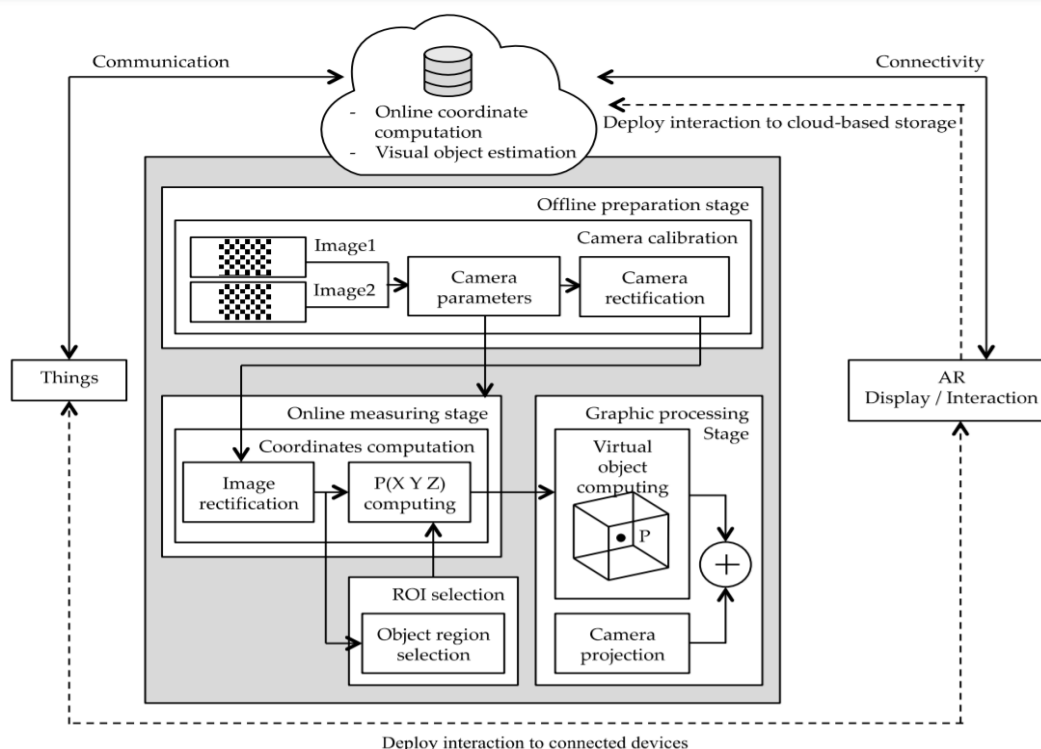 Communication
Connectivity
- Online coordinate
computation
- Visual object estimation
Deploy interaction to cloud-based storage
Offline preparation stage
Camera calibration
Image1
Image2
Camera
parameters
Camera
rectification
Things
AR
Display / Interaction
Online measuring stage
Coordinates computation
Image
rectification
P(X Y Z)
computing
Graphic processing
Stage
Virtual
object
computing
P
+
ROI selection
Object region
selection
Camera
projection
Deploy interaction to connected devices